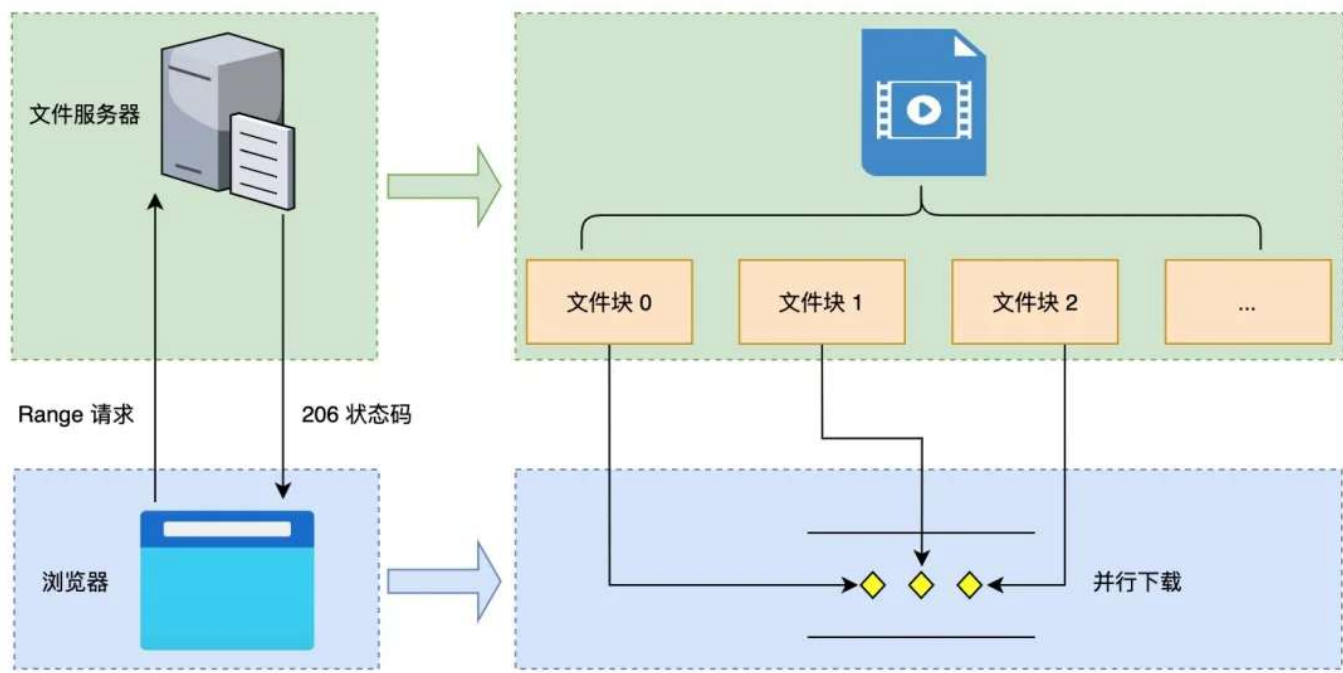 文件服务器
文件块 0
文件块 1
文件块 2
...
Range 请求
206 状态码
浏览器
并行下载